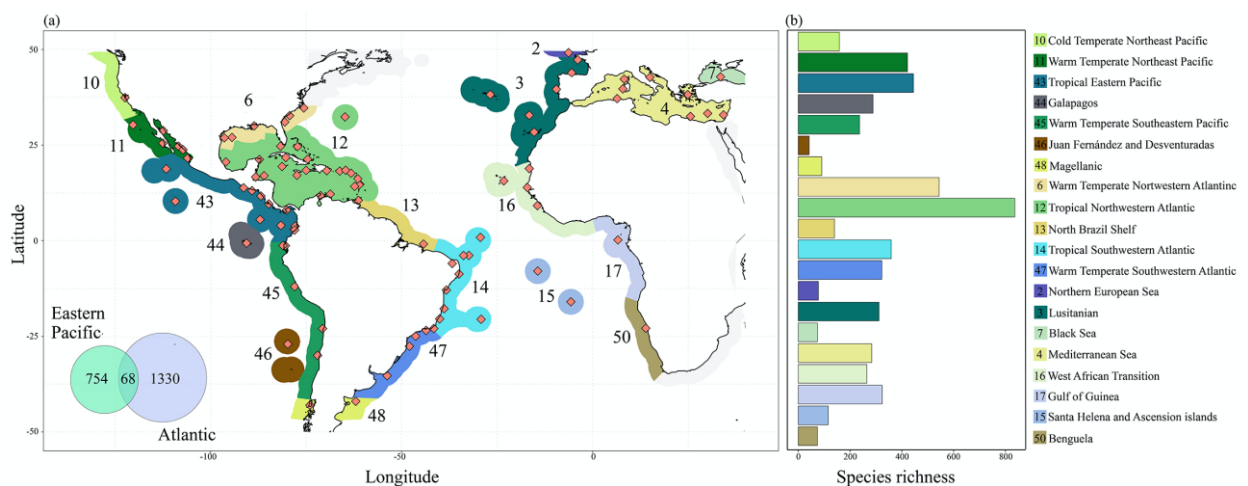 (a)
50
25
0
-25
-50
Latitude
-100
-50
0
Longitude
10
11
6
12
43
44
13
14
45
46
47
48
2
3
7
4
16
17
15
50
Eastern
Pacific
754
68
1330
Atlantic
(b)
0
200
400
600
800
Species richness
10 Cold Temperate Northeast Pacific
11 Warm Temperate Northeast Pacific
43 Tropical Eastern Pacific
44 Galapagos
45 Warm Temperate Southeastern Pacific
46 Juan Fernández and Desventuradas
48 Magellanic
6 Warm Temperate Nortwestern Atlantinc
12 Tropical Northwestern Atlantic
13 North Brazil Shelf
14 Tropical Southwestern Atlantic
47 Warm Temperate Southwestern Atlantic
2 Northern European Sea
3 Lusitanian
7 Black Sea
4 Mediterranean Sea
16 West African Transition
17 Gulf of Guinea
15 Santa Helena and Ascension islands
50 Benguela